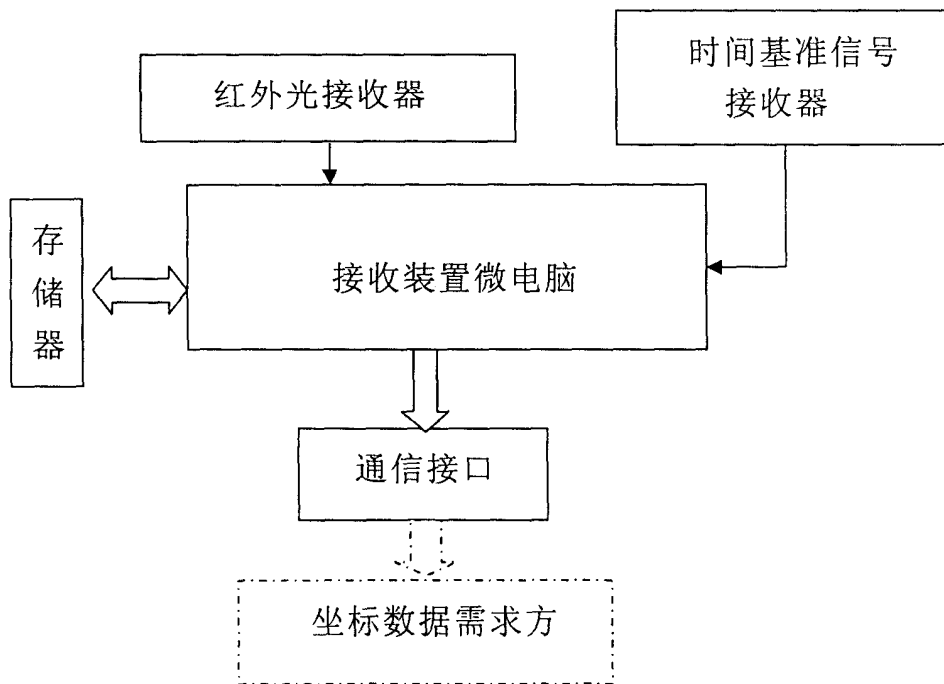 时间基准信号
接收器
红外光接收器
存
储
器
接收装置微电脑
通信接口
坐标数据需求方